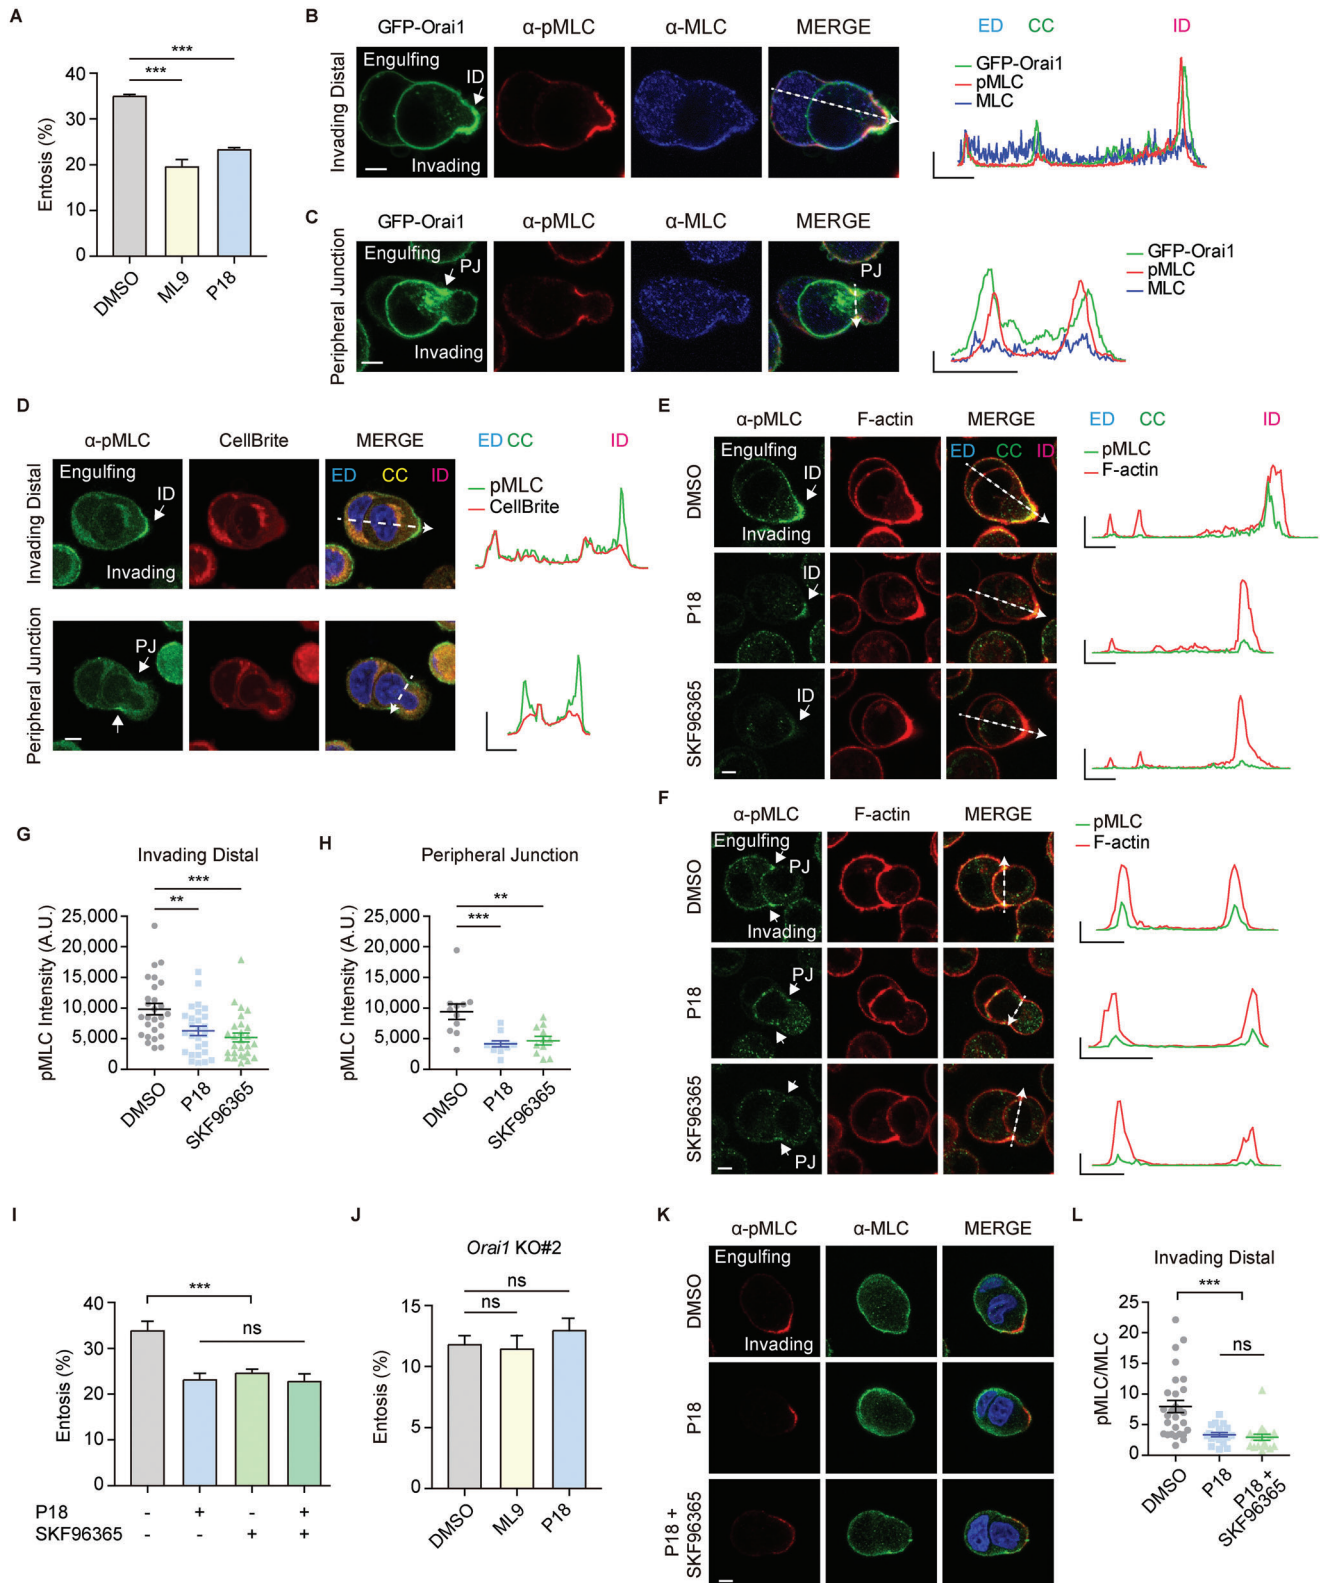 A
***
***
40
30
20
10
0
Entosis (%)
DMSO
ML9
P18
B
GFP-Orai1
α-pMLC
α-MLC
MERGE
Invading Distal
Engulfing
ID
Invading
ED
CC
ID
GFP-Orai1
pMLC
MLC
C
GFP-Orai1
α-pMLC
α-MLC
MERGE
Peripheral Junction
Engulfing
PJ
Invading
PJ
GFP-Orai1
pMLC
MLC
D
α-pMLC
CellBrite
MERGE
Invading Distal
Engulfing
ID
Invading
ED
CC
ID
ED CC
ID
pMLC
CellBrite
Peripheral Junction
PJ
E
α-pMLC
F-actin
MERGE
DMSO
Engulfing
ID
Invading
ED
CC
ID
ED
CC
ID
pMLC
F-actin
P18
ID
SKF96365
ID
F
α-pMLC
F-actin
MERGE
DMSO
Engulfing
PJ
Invading
pMLC
F-actin
P18
PJ
SKF96365
PJ
G
Invading Distal
***
**
25,000
20,000
15,000
10,000
5,000
0
pMLC Intensity (A.U.)
DMSO
P18
SKF96365
H
Peripheral Junction
**
***
25,000
20,000
15,000
10,000
5,000
0
pMLC Intensity (A.U.)
DMSO
P18
SKF96365
I
***
ns
40
30
20
10
0
Entosis (%)
P18 - + - +
SKF96365 - - + +
J
Orai1 KO#2
ns
ns
15
10
5
0
Entosis (%)
DMSO
ML9
P18
K
α-pMLC
α-MLC
MERGE
DMSO
Engulfing
Invading
P18
P18 +
SKF96365
L
Invading Distal
***
ns
25
20
15
10
5
0
pMLC/MLC
DMSO
P18
P18 +
SKF96365